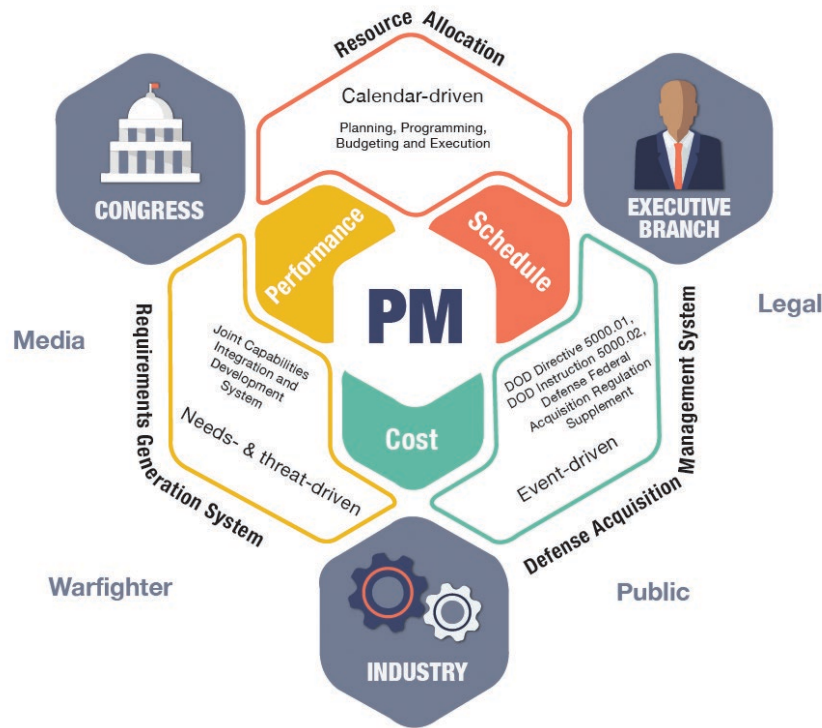 Resource Allocation
Calendar-driven
Planning, Programming,
Budgeting and Execution
CONGRESS
EXECUTIVE
BRANCH
Performance
Schedule
PM
Cost
Media
Legal
Requirements Generation System
Joint Capabilities
Integration and
Development
System
Needs- & threat-driven
DOD Directive 5000.01,
DOD Instruction 5000.02,
Defense Federal
Acquisition Regulation
Supplement
Event-driven
Defense Acquisition Management System
Warfighter
Public
INDUSTRY